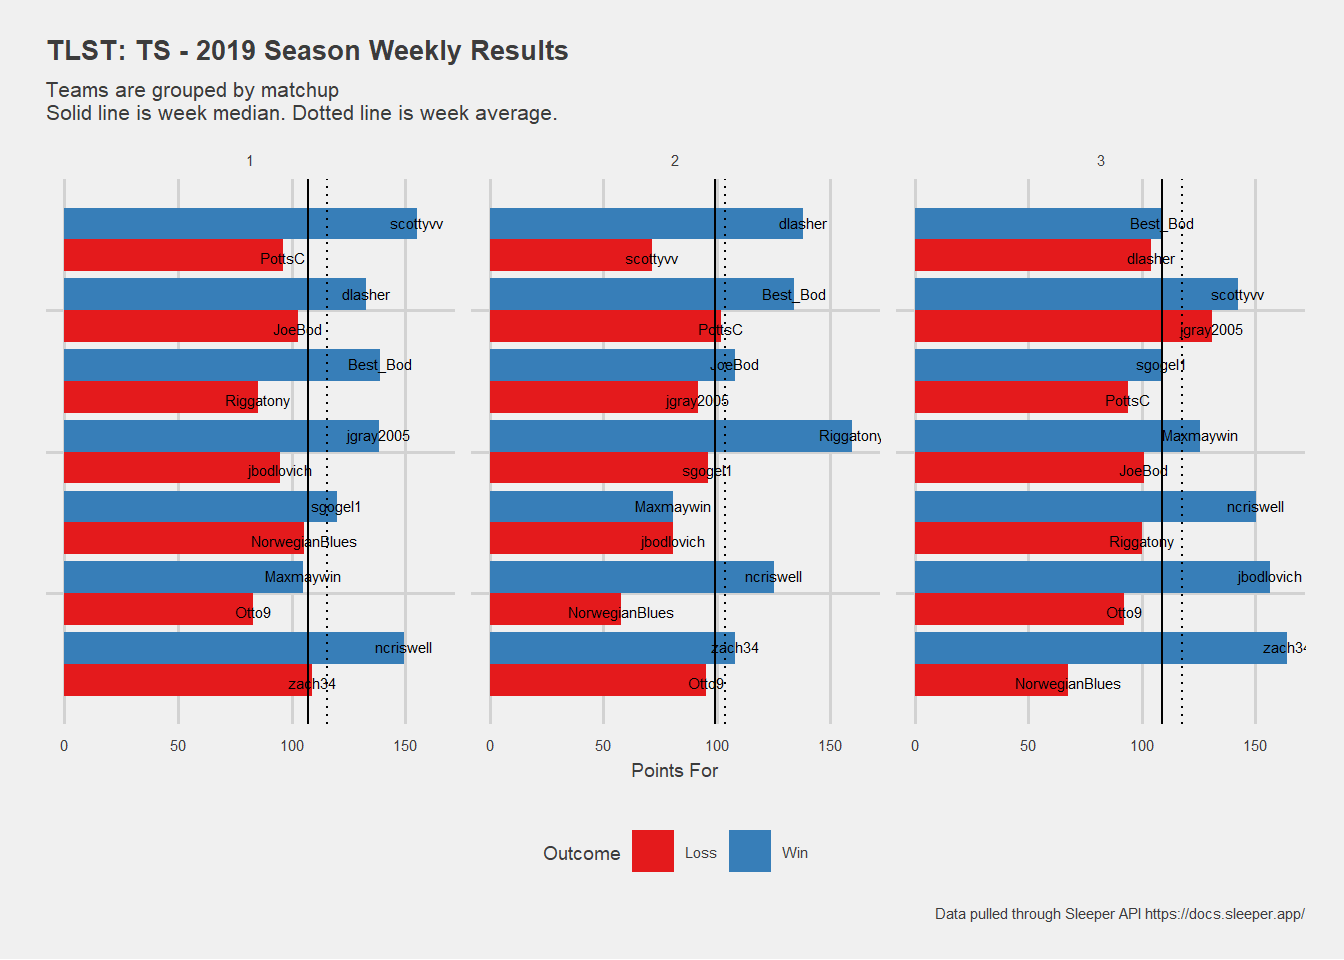 TLST: TS - 2019 Season Weekly Results
Teams are grouped by matchup
Solid line is week median. Dotted line is week average.
1
scottyvv
PottsC
dlasher
JoeBod
Best_Bod
Riggatony
jgray2005
jbodlovich
sgogel1
NorwegianBlues
Maxmaywin
Otto9
ncriswell
zach34
0 50 100 150
2
dlasher
scottyvv
Best_Bod
PottsC
JoeBod
jgray2005
Riggatony
sgogel1
Maxmaywin
jbodlovich
ncriswell
NorwegianBlues
zach34
Otto9
0 50 100 150
3
Best_Bod
dlasher
scottyvv
jgray2005
sgogel1
PottsC
Maxmaywin
JoeBod
ncriswell
Riggatony
jbodlovich
Otto9
zach34
NorwegianBlues
0 50 100 150
Points For
Outcome Loss Win
Data pulled through Sleeper API https://docs.sleeper.app/